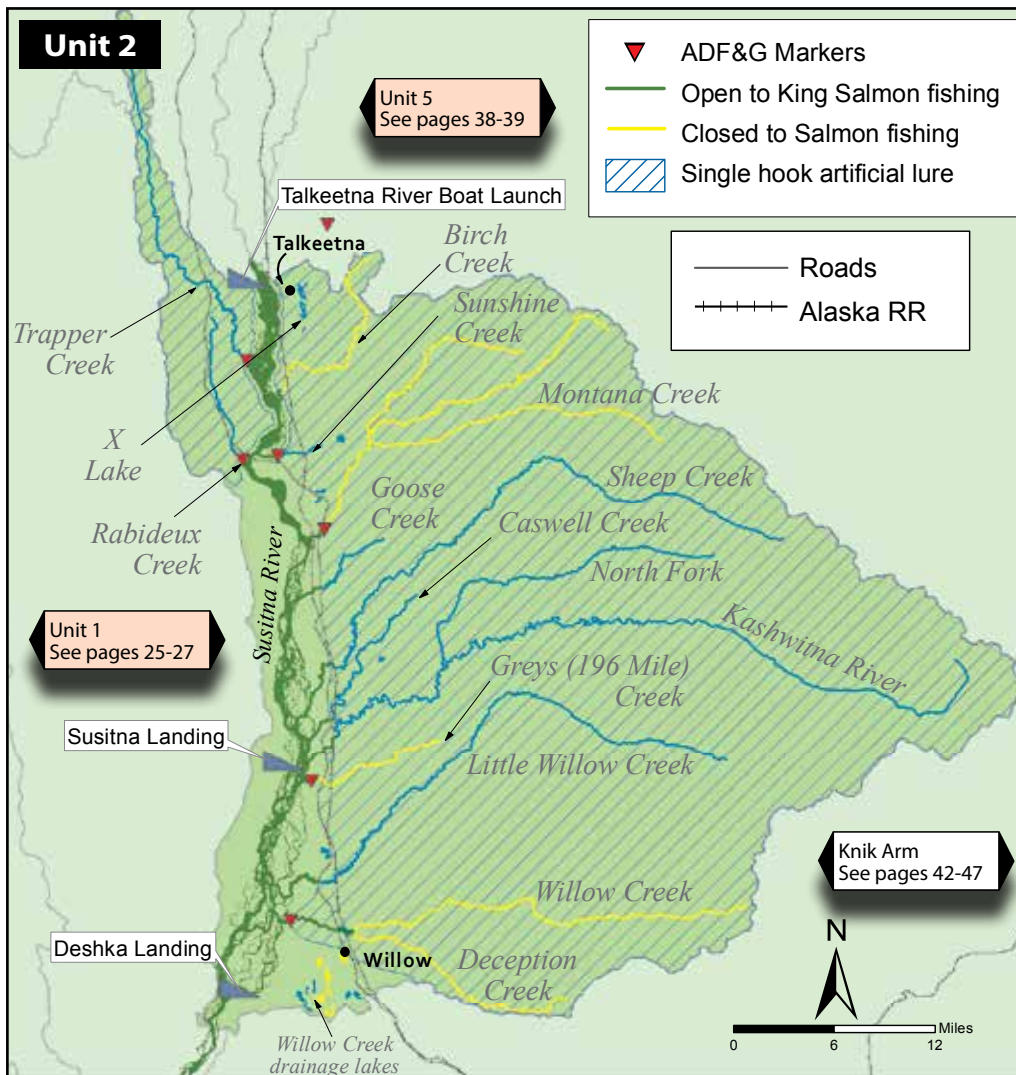 Unit 2
ADF&G Markers
Open to King Salmon fishing
Closed to Salmon fishing
Single hook artificial lure
Roads
Alaska RR
Unit 5
See pages 38-39
Talkeetna River Boat Launch
Talkeetna
Birch
Creek
Sunshine
Creek
Trapper
Creek
Montana Creek
X
Lake
Sheep Creek
Goose
Creek
Caswell Creek
Rabideux
Creek
North Fork
Susitna River
Kashwitna River
Unit 1
See pages 25-27
Greys (196 Mile)
Creek
Susitna Landing
Little Willow Creek
Knik Arm
See pages 42-47
Willow Creek
Deshka Landing
Willow
Deception
Creek
N
Miles
0
6
12
Willow Creek
drainage lakes